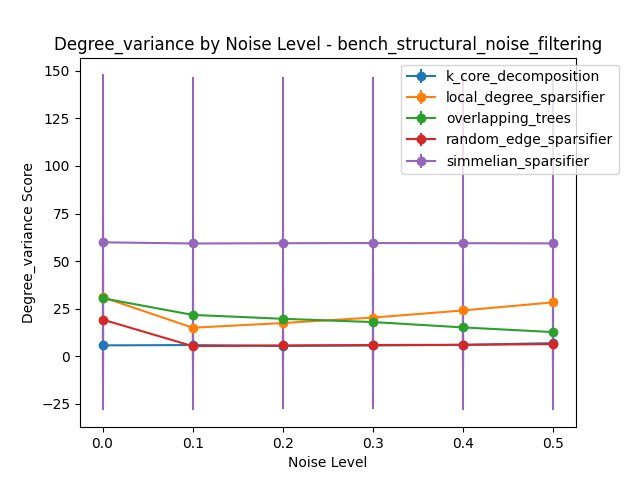 Degree_variance by Noise Level - bench_structural_noise_filtering
150
125
100
75
50
25
0
−25
Degree_variance Score
k_core_decomposition
local_degree_sparsifier
overlapping_trees
random_edge_sparsifier
simmelian_sparsifier
0.0 0.1 0.2 0.3 0.4 0.5
Noise Level